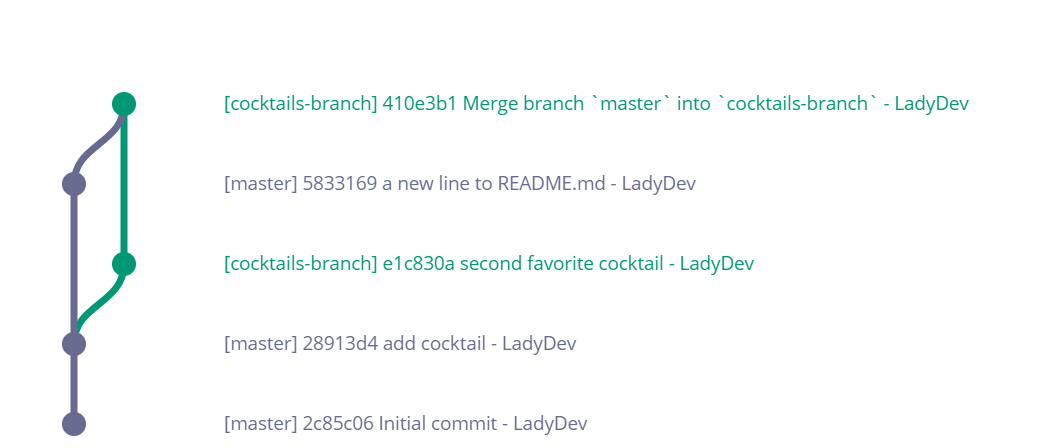 [cocktails-branch] 410e3b1 Merge branch `master` into `cocktails-branch` - LadyDev
[master] 5833169 a new line to README.md - LadyDev
[cocktails-branch] e1c830a second favorite cocktail - LadyDev
[master] 28913d4 add cocktail - LadyDev
[master] 2c85c06 Initial commit - LadyDev